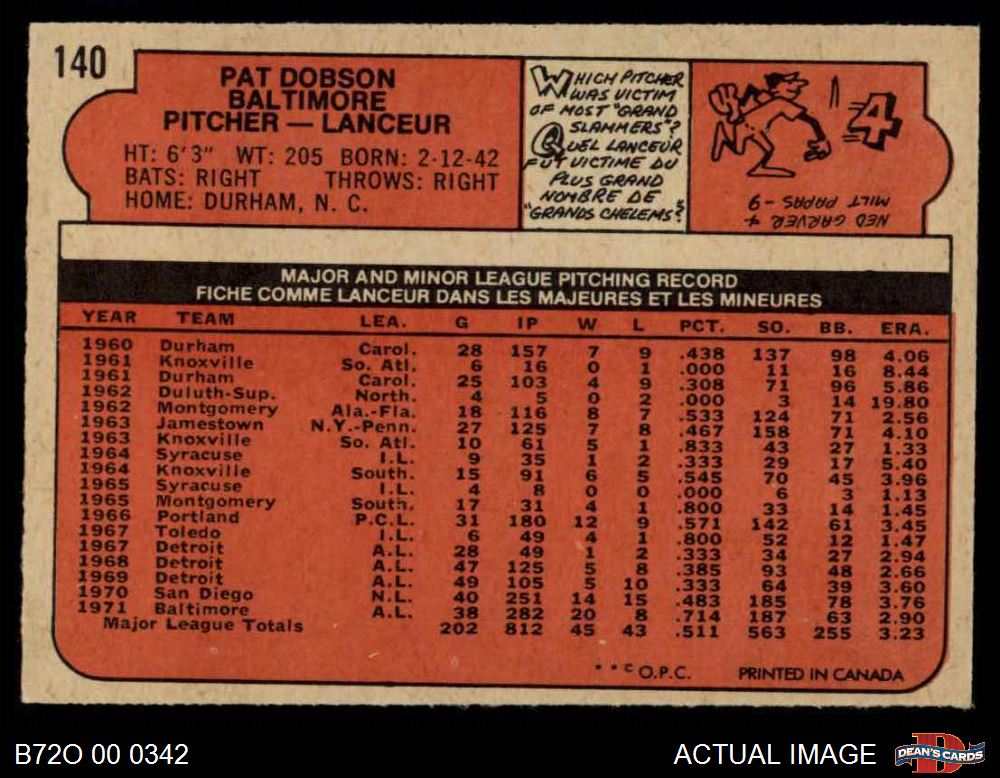 140
PAT DOBSON
BALTIMORE
PITCHER — LANCEUR
HT: 6'3" WT: 205 BORN: 2-12-42
BATS: RIGHT THROWS: RIGHT
HOME: DURHAM, N. C.
WHICH PITCHER
WAS VICTIM
OF MOST "GRAND
SLAMMERS"?
QUEL LANCEUR
FUT VICTIME DU
PLUS GRAND
NOMBRE DE
"GRANDS CHELEMS"?
4
NED GARVER 4
MILT PAPPAS - 9
MAJOR AND MINOR LEAGUE PITCHING RECORD
FICHE COMME LANCEUR DANS LES MAJEURES ET LES MINEURES
YEAR TEAM LEA. G IP W L PCT. SO. BB. ERA.
1960 Durham Carol. 28 157 7 9 .438 137 98 4.06
1961 Knoxville So. Atl. 6 16 0 1 .000 11 16 8.44
1961 Durham Carol. 25 103 4 9 .308 71 96 5.86
1962 Duluth-Sup. North. 4 5 0 2 .000 3 14 19.80
1962 Montgomery Ala.-Fla. 18 116 8 7 .533 124 71 2.56
1963 Jamestown N.Y.-Penn. 27 125 7 8 .467 158 71 4.10
1963 Knoxville So. Atl. 10 61 5 1 .833 43 27 1.33
1964 Syracuse I.L. 9 35 1 2 .333 29 17 5.40
1964 Knoxville South. 15 91 6 5 .545 70 45 3.96
1965 Syracuse I.L. 4 8 0 0 .000 6 3 1.13
1965 Montgomery South. 17 31 4 1 .800 33 14 1.45
1966 Portland P.C.L. 31 180 12 9 .571 142 61 3.45
1967 Toledo I.L. 6 49 4 1 .800 52 12 1.47
1967 Detroit A.L. 28 49 1 2 .333 34 27 2.94
1968 Detroit A.L. 47 125 5 8 .385 93 48 2.66
1969 Detroit A.L. 49 105 5 10 .333 64 39 3.60
1970 San Diego N.L. 40 251 14 15 .483 185 78 3.76
1971 Baltimore A.L. 38 282 20 8 .714 187 63 2.90
Major League Totals 202 812 45 43 .511 563 255 3.23
* * © O.P.C. PRINTED IN CANADA
B72O 00 0342
ACTUAL IMAGE
DEAN'S CARDS